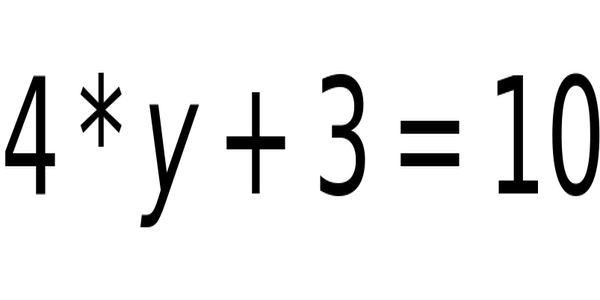 4 * y + 3 = 10